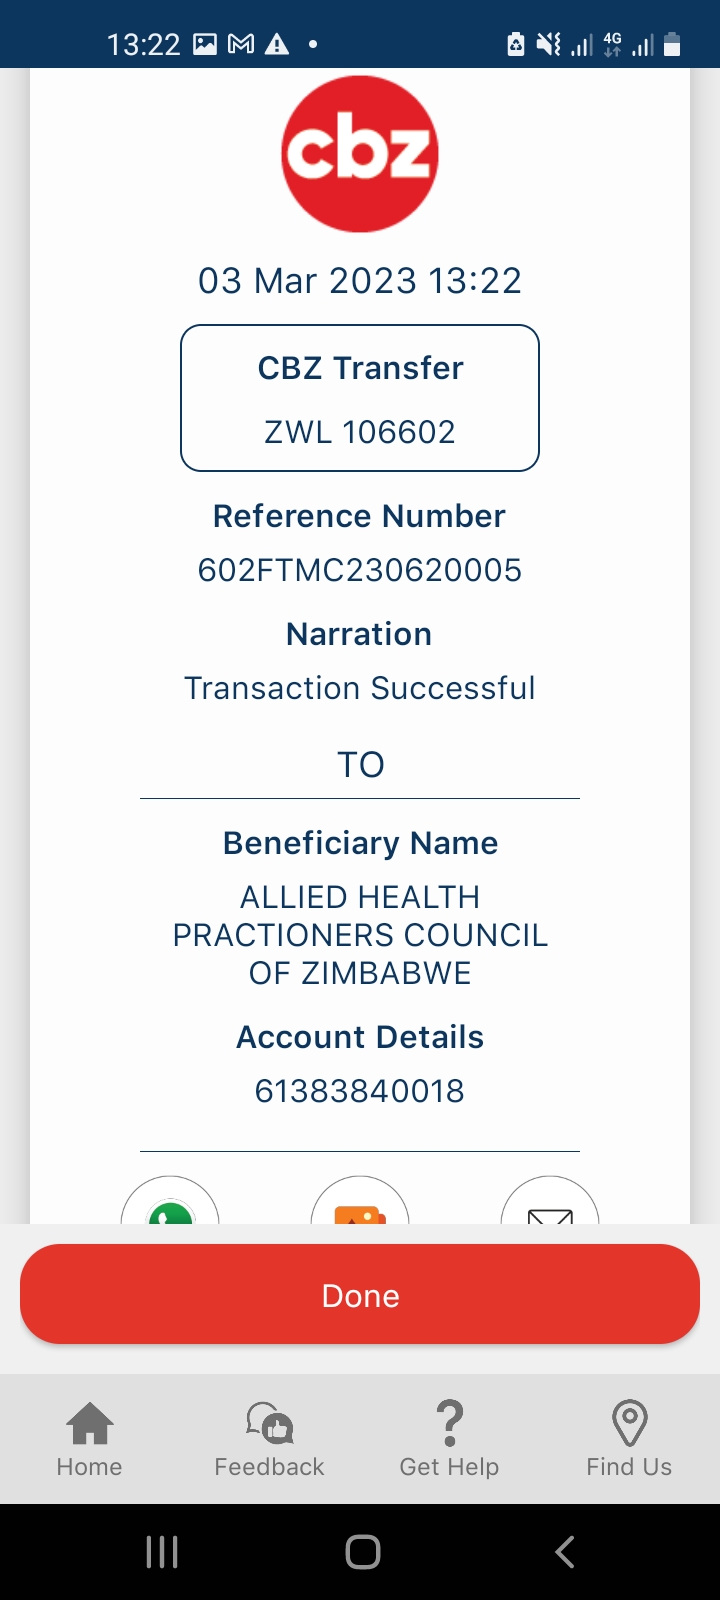 13:22
4G
cbz
03 Mar 2023 13:22
CBZ Transfer
ZWL 106602
Reference Number
602FTMC230620005
Narration
Transaction Successful
TO
Beneficiary Name
ALLIED HEALTH
PRACTIONERS COUNCIL
OF ZIMBABWE
Account Details
61383840018
Done
Home Feedback Get Help Find Us